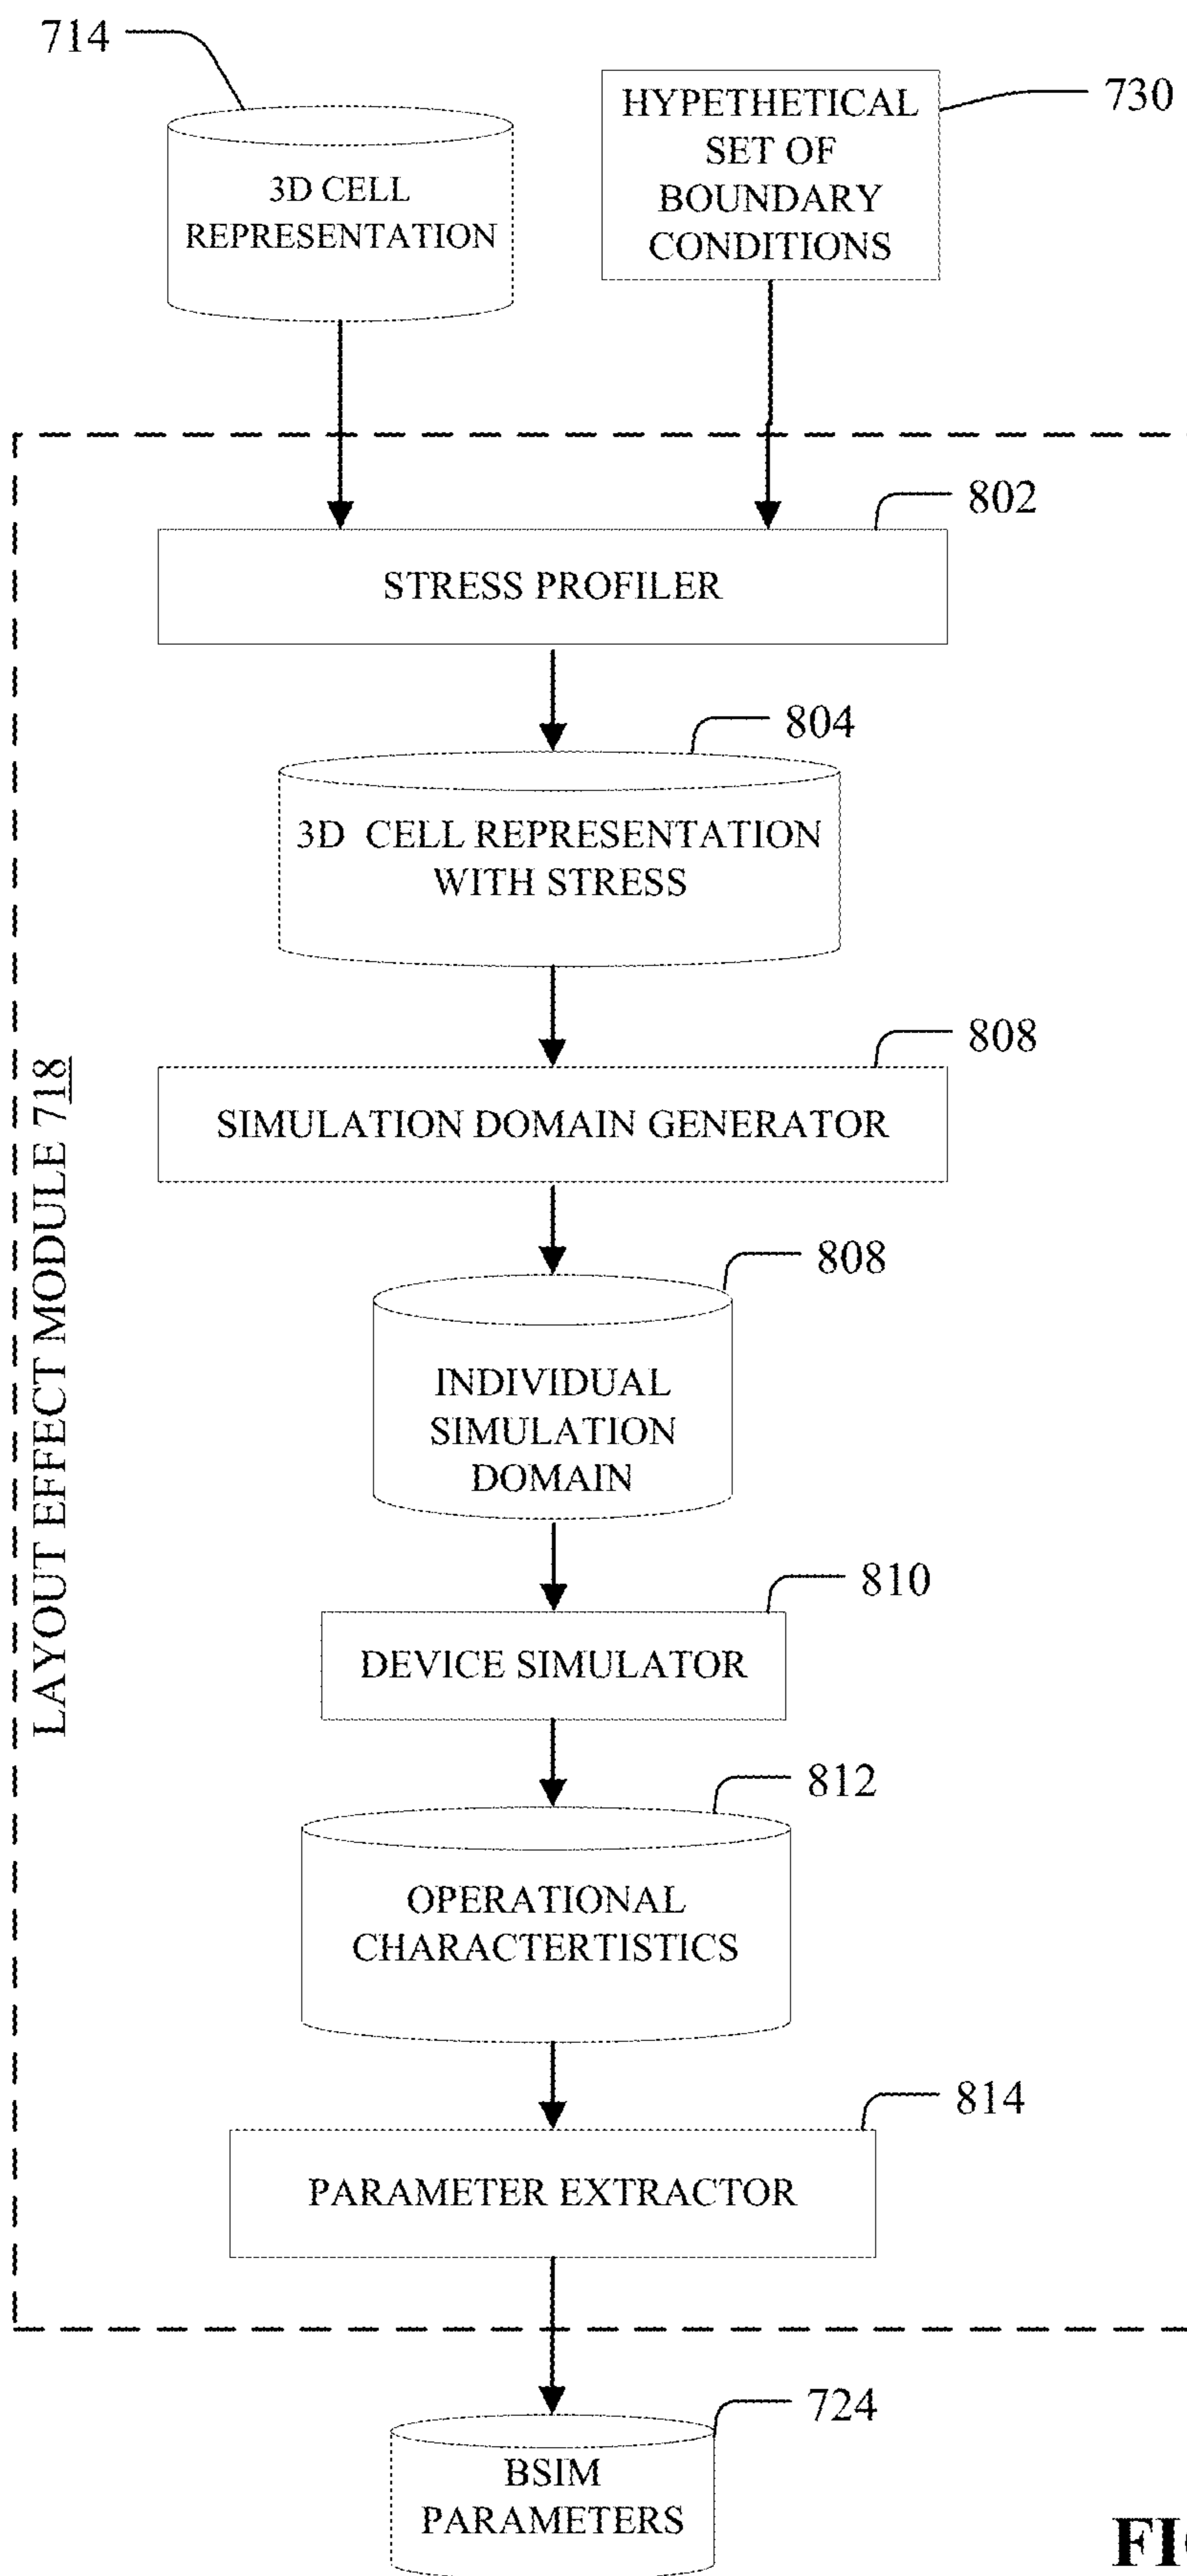 714
730
3D CELL
REPRESENTATION
HYPETHETICAL
SET OF
BOUNDARY
CONDITIONS
802
STRESS PROFILER
804
3D CELL REPRESENTATION
WITH STRESS
808
SIMULATION DOMAIN GENERATOR
808
INDIVIDUAL
SIMULATION
DOMAIN
LAYOUT EFFECT MODULE 718
810
DEVICE SIMULATOR
812
OPERATIONAL
CHARACTERTISTICS
814
PARAMETER EXTRACTOR
724
BSIM
PARAMETERS